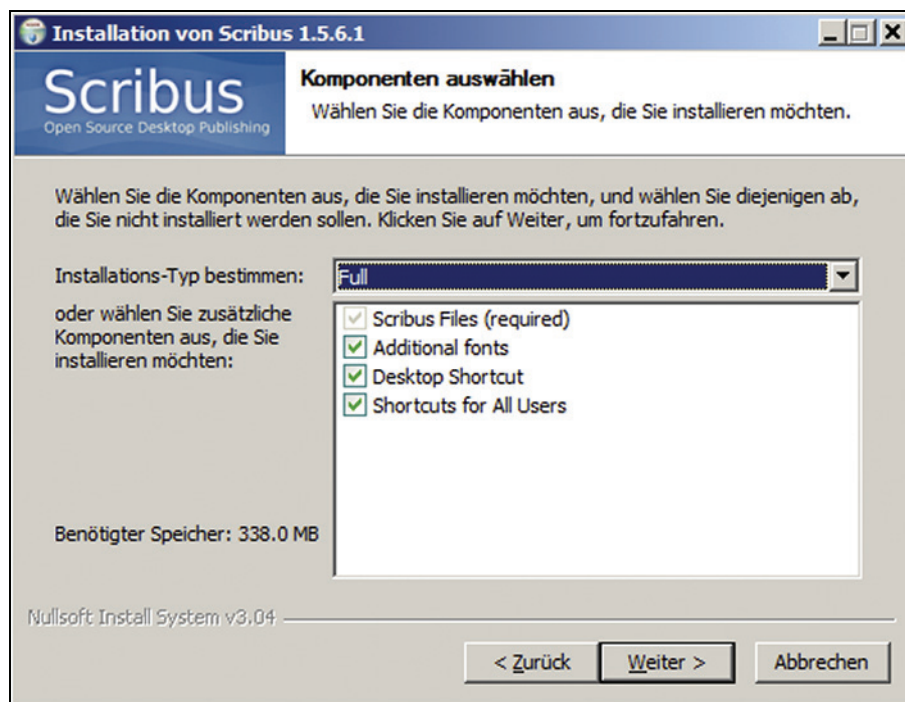 Installation von Scribus 1.5.6.1
Scribus
Open Source Desktop Publishing
Komponenten auswählen
Wählen Sie die Komponenten aus, die Sie installieren möchten.
Wählen Sie die Komponenten aus, die Sie installieren möchten, und wählen Sie diejenigen ab,
die Sie nicht installiert werden sollen. Klicken Sie auf Weiter, um fortzufahren.
Installations-Typ bestimmen:
Full
oder wählen Sie zusätzliche
Komponenten aus, die Sie
installieren möchten:
Scribus Files (required)
Additional fonts
Desktop Shortcut
Shortcuts for All Users
Benötigter Speicher: 338.0 MB
Nullsoft Install System v3.04
< Zurück
Weiter >
Abbrechen